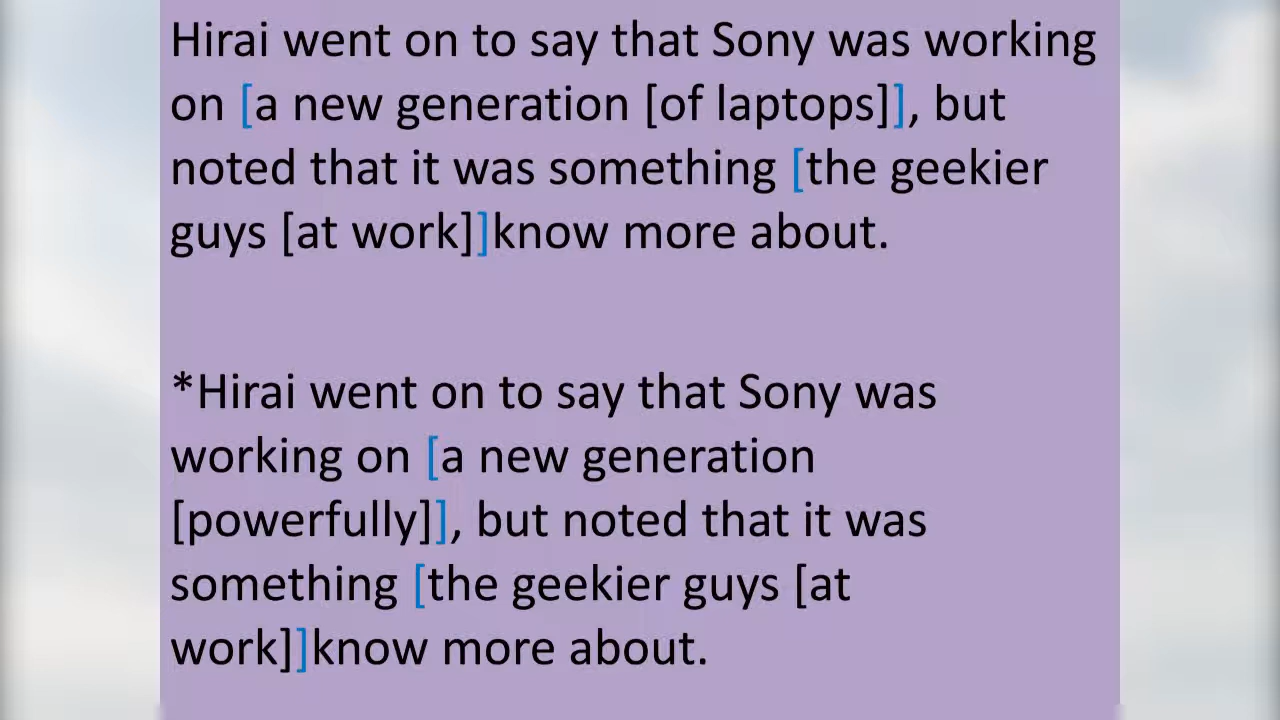 Hirai went on to say that Sony was working
on [a new generation [of laptops]], but
noted that it was something [the geekier
guys [at work]]know more about.
*Hirai went on to say that Sony was
working on [a new generation
[powerfully]], but noted that it was
something [the geekier guys [at
work]]know more about.